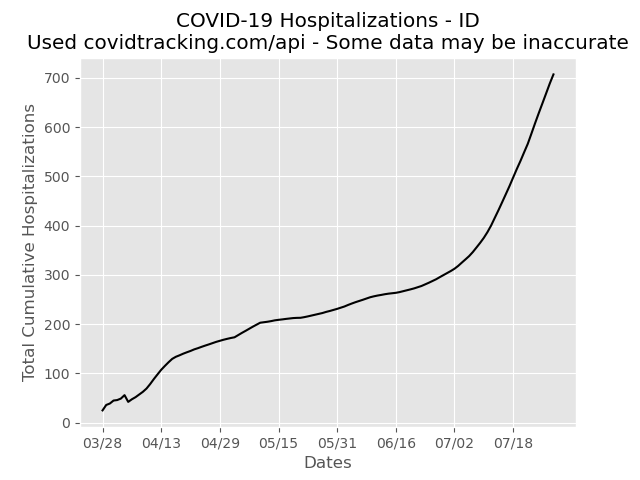 COVID-19 Hospitalizations - ID
Used covidtracking.com/api - Some data may be inaccurate
Total Cumulative Hospitalizations
700
600
500
400
300
200
100
0
03/28 04/13 04/29 05/15 05/31 06/16 07/02 07/18
Dates